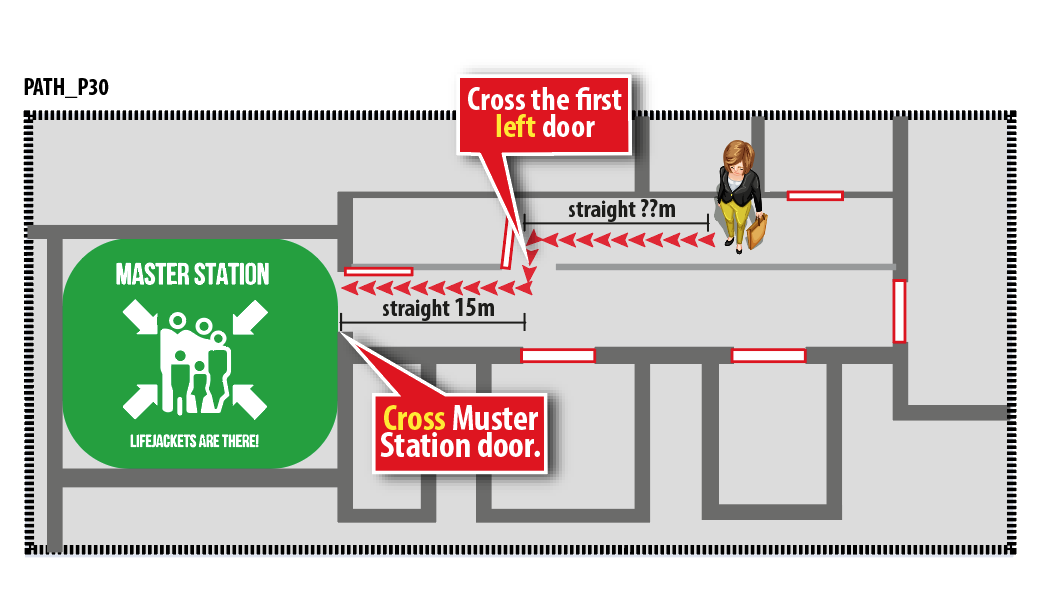 PATH_P30
Cross the first
left door
straight ??m
MASTER STATION
straight 15m
Cross Muster
Station door.
LIFEJACKETS ARE THERE!